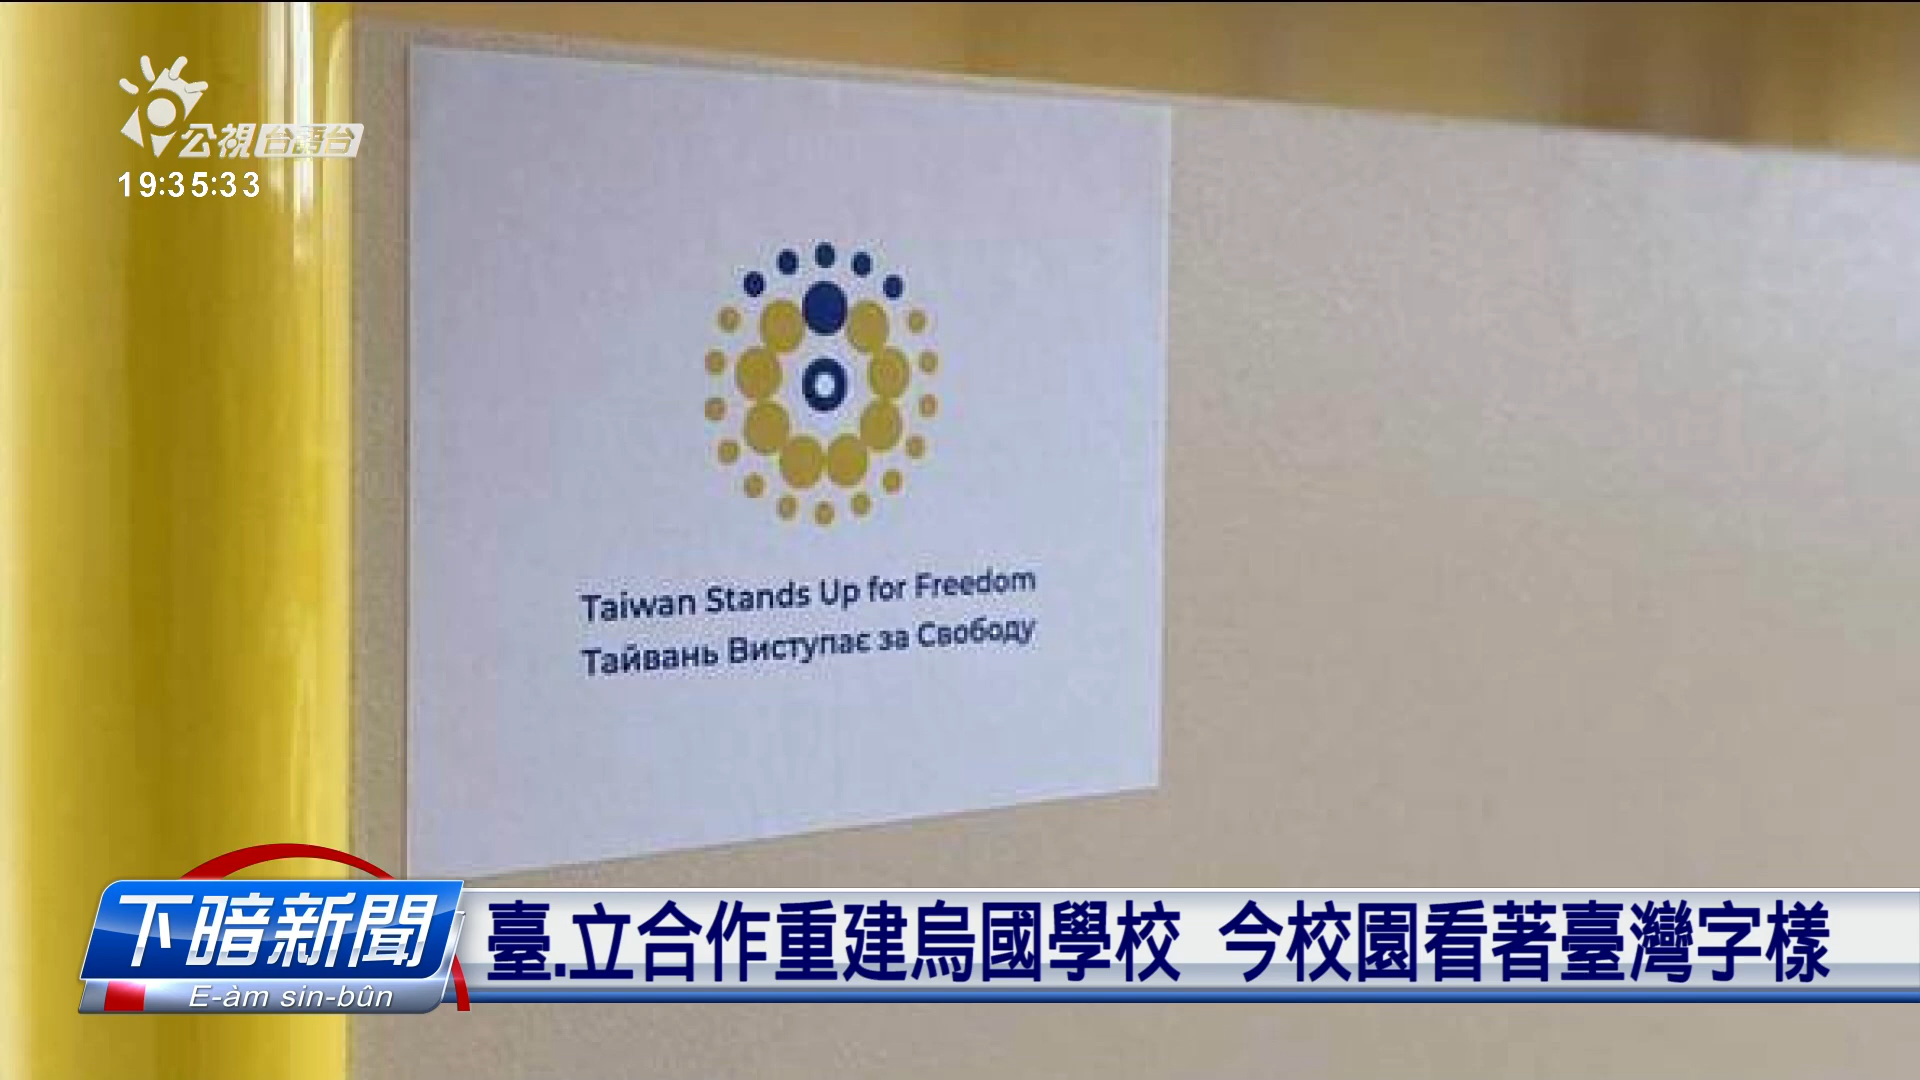 公視台語台
19:35:33
Taiwan Stands Up for Freedom
Тайвань Виступає за Свободу
下暗新聞
E-àm sin-bûn
臺.立合作重建烏國學校 今校園看著臺灣字樣